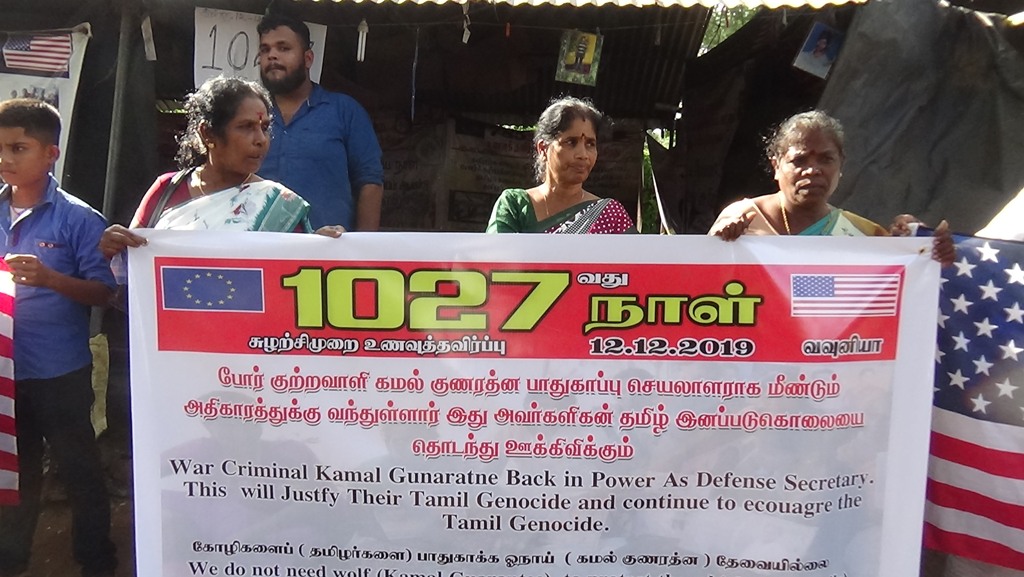 1027
வது
நாள்
சுழற்சிமுறை உணவுத்தவிர்ப்பு
12.12.2019
வவுனியா
போர் குற்றவாளி கமல் குணரத்ன பாதுகாப்பு செயலாளராக மீண்டும்
அதிகாரத்துக்கு வந்துள்ளார் இது அவர்களிகன் தமிழ் இனப்படுகொலையை
தொடந்து ஊக்கிவிக்கும்
War Criminal Kamal Gunaratne Back in Power As Defense Secretary.
This will Justfy Their Tamil Genocide and continue to ecouagre the
Tamil Genocide.
கோழிகளைப் ( தமிழர்களை) பாதுகாக்க ஓநாய் ( கமல் குணரத்ன ) தேவையில்லை
We do not need wolf (Kamal